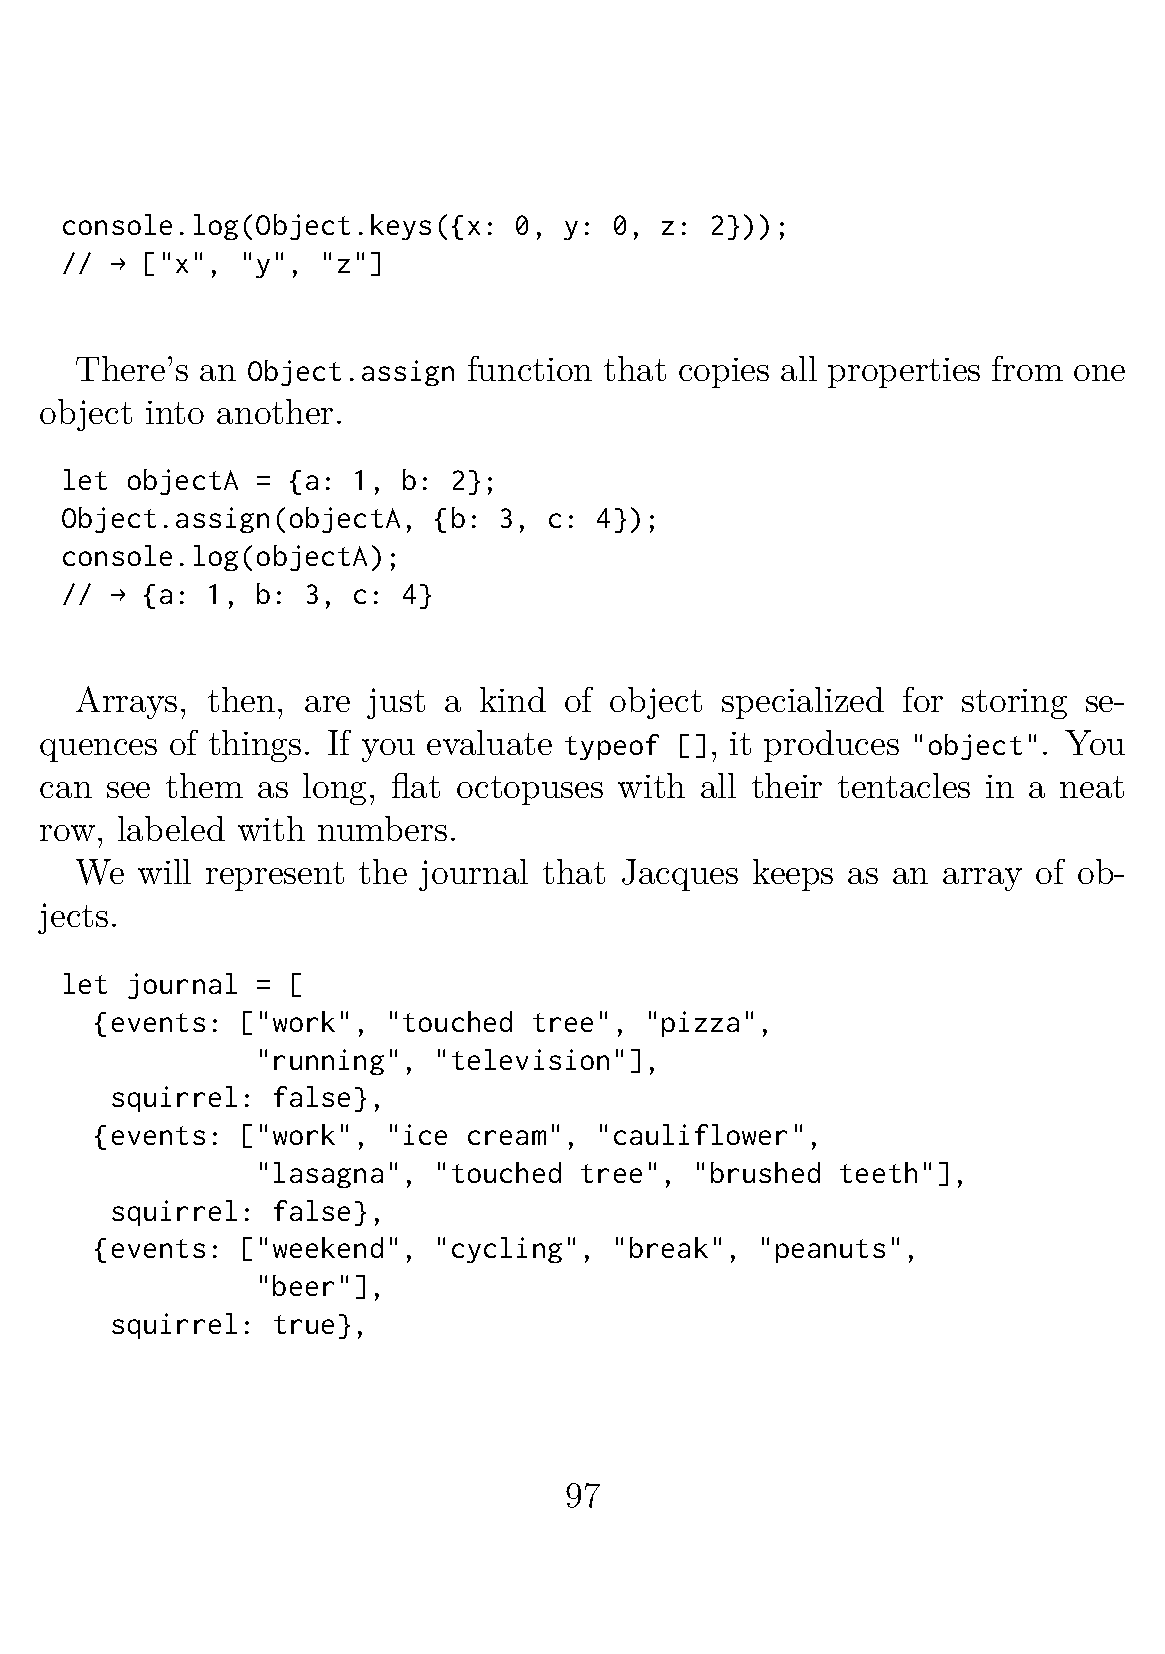 console.log(Object.keys({x: 0, y: 0, z: 2}));
// → ["x", "y", "z"]
There's an Object.assign function that copies all properties from one
object into another.
let objectA = {a: 1, b: 2};
Object.assign(objectA, {b: 3, c: 4});
console.log(objectA);
// → {a: 1, b: 3, c: 4}
Arrays, then, are just a kind of object specialized for storing se-
quences of things. If you evaluate typeof [], it produces "object". You
can see them as long, flat octopuses with all their tentacles in a neat
row, labeled with numbers.
We will represent the journal that Jacques keeps as an array of ob-
jects.
let journal = [
  {events: ["work", "touched tree", "pizza",
            "running", "television"],
   squirrel: false},
  {events: ["work", "ice cream", "cauliflower",
            "lasagna", "touched tree", "brushed teeth"],
   squirrel: false},
  {events: ["weekend", "cycling", "break", "peanuts",
            "beer"],
   squirrel: true},
97